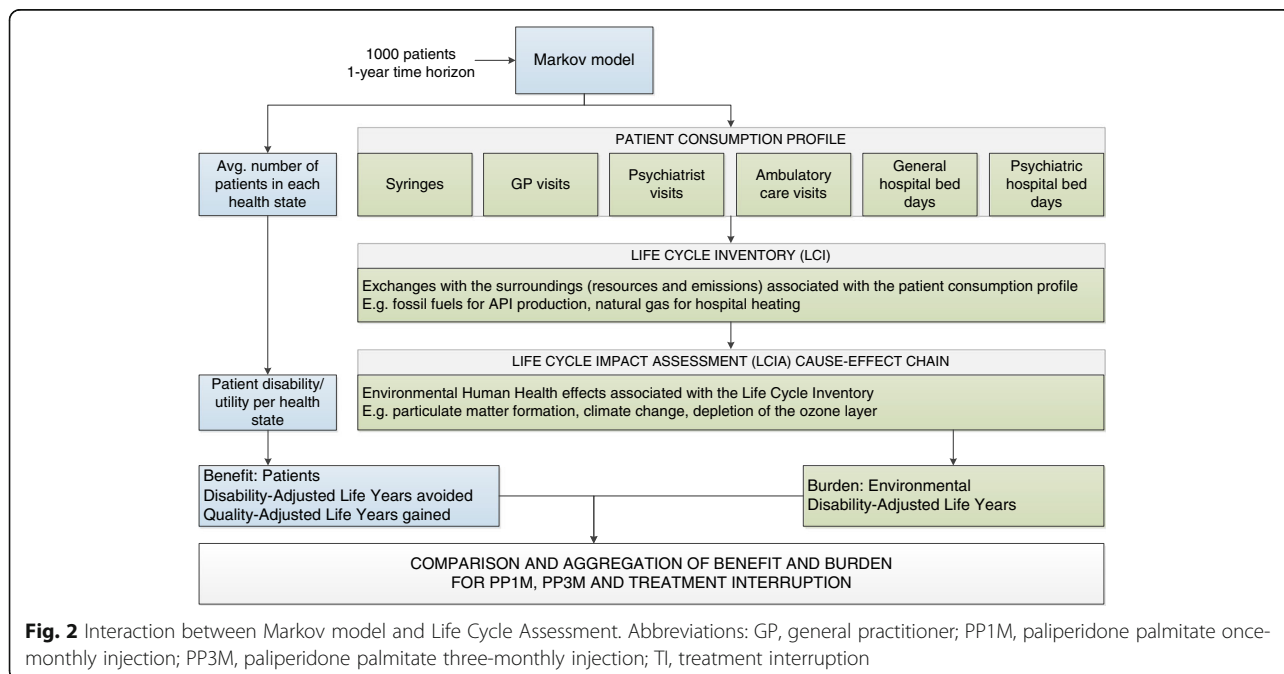 1000 patients
1-year time horizon
Markov model
PATIENT CONSUMPTION PROFILE
Avg. number of
patients in each
health state
Syringes
GP visits
Psychiatrist
visits
Ambulatory
care visits
General
hospital bed
days
Psychiatric
hospital bed
days
LIFE CYCLE INVENTORY (LCI)
Exchanges with the surroundings (resources and emissions) associated with the patient consumption profile
E.g. fossil fuels for API production, natural gas for hospital heating
LIFE CYCLE IMPACT ASSESSMENT (LCIA) CAUSE-EFFECT CHAIN
Patient disability/
utility per health
state
Environmental Human Health effects associated with the Life Cycle Inventory
E.g. particulate matter formation, climate change, depletion of the ozone layer
Benefit: Patients
Disability-Adjusted Life Years avoided
Quality-Adjusted Life Years gained
Burden: Environmental
Disability-Adjusted Life Years
COMPARISON AND AGGREGATION OF BENEFIT AND BURDEN
FOR PP1M, PP3M AND TREATMENT INTERRUPTION
Fig. 2 Interaction between Markov model and Life Cycle Assessment. Abbreviations: GP, general practitioner; PP1M, paliperidone palmitate once-
monthly injection; PP3M, paliperidone palmitate three-monthly injection; TI, treatment interruption